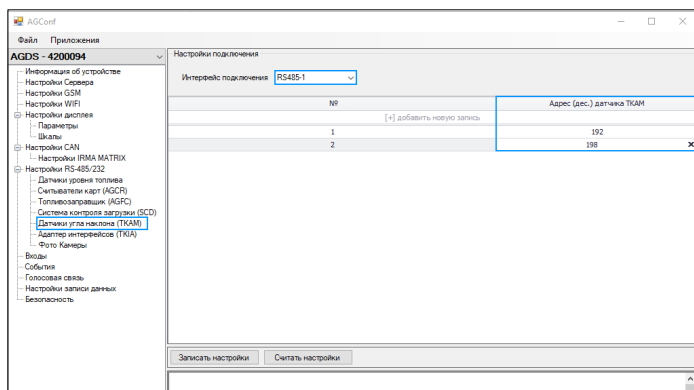 AGConf
Файл Приложения
AGDS - 4200094
Информация об устройстве
Настройки Сервера
Настройки GSM
Настройки WIFI
Настройки дисплея
Параметры
Шкалы
Настройки CAN
Настройки IRMA MATRIX
Настройки RS-485/232
Датчики уровня топлива
Считыватели карт (AGCR)
Топливозаправщик (AGFC)
Система контроля загрузки (SCD)
Датчики угла наклона (TKAM)
Адаптер интерфейсов (TKIA)
Фото Камеры
Входы
События
Голосовая связь
Настройки записи данных
Безопасность
Настройки подключения
Интерфейс подключения RS485-1
№ Адрес (дес.) датчика ТКАМ
[+] добавить новую запись
1 192
2 198
Записать настройки Считать настройки